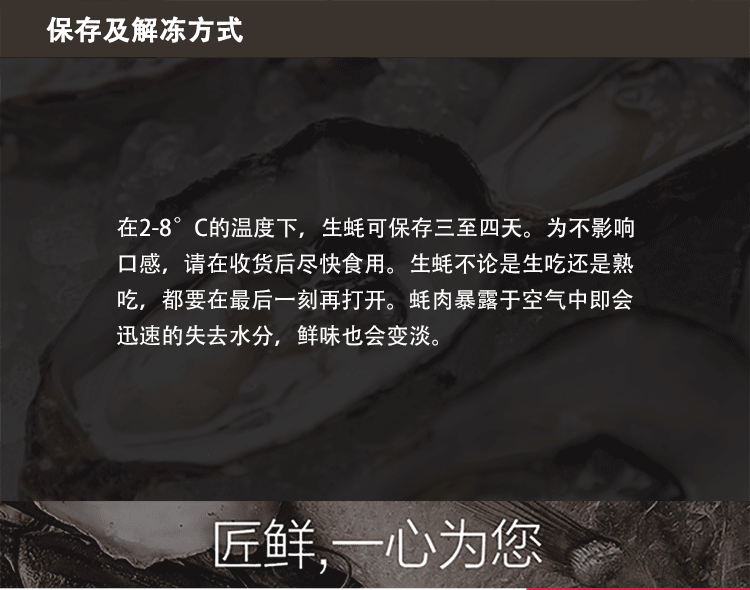 保存及解冻方式
在2-8°C的温度下，生蚝可保存三至四天。为不影响
口感，请在收货后尽快食用。生蚝不论是生吃还是熟
吃，都要在最后一刻再打开。蚝肉暴露于空气中即会
迅速的失去水分，鲜味也会变淡。
匠鲜,一心为您